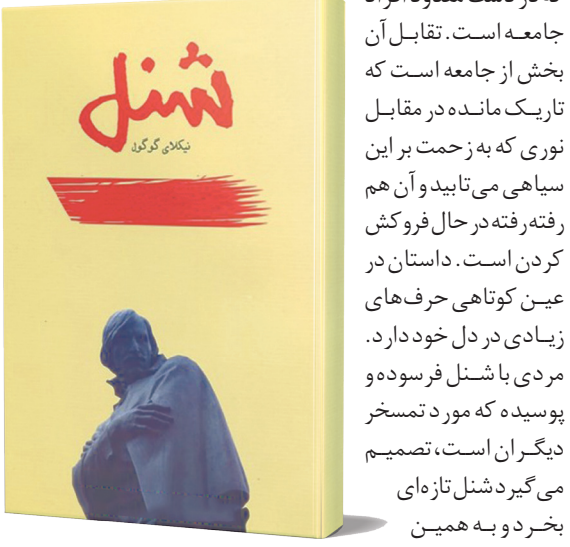 شنل
نیکلای گوگول
جامعه است. تقابل آن
بخش از جامعه است که
تاریک مانده در مقابل
نوری که به زحمت بر این
سیاهی می‌تابید و آن هم
رفته‌رفته در حال فروکش
کردن است. داستان در
عین کوتاهی حرف‌های
زیادی در دل خود دارد.
مردی با شنل فرسوده و
پوسیده که مورد تمسخر
دیگران است، تصمیم
می‌گیرد شنل تازه‌ای
بخرد و به همین